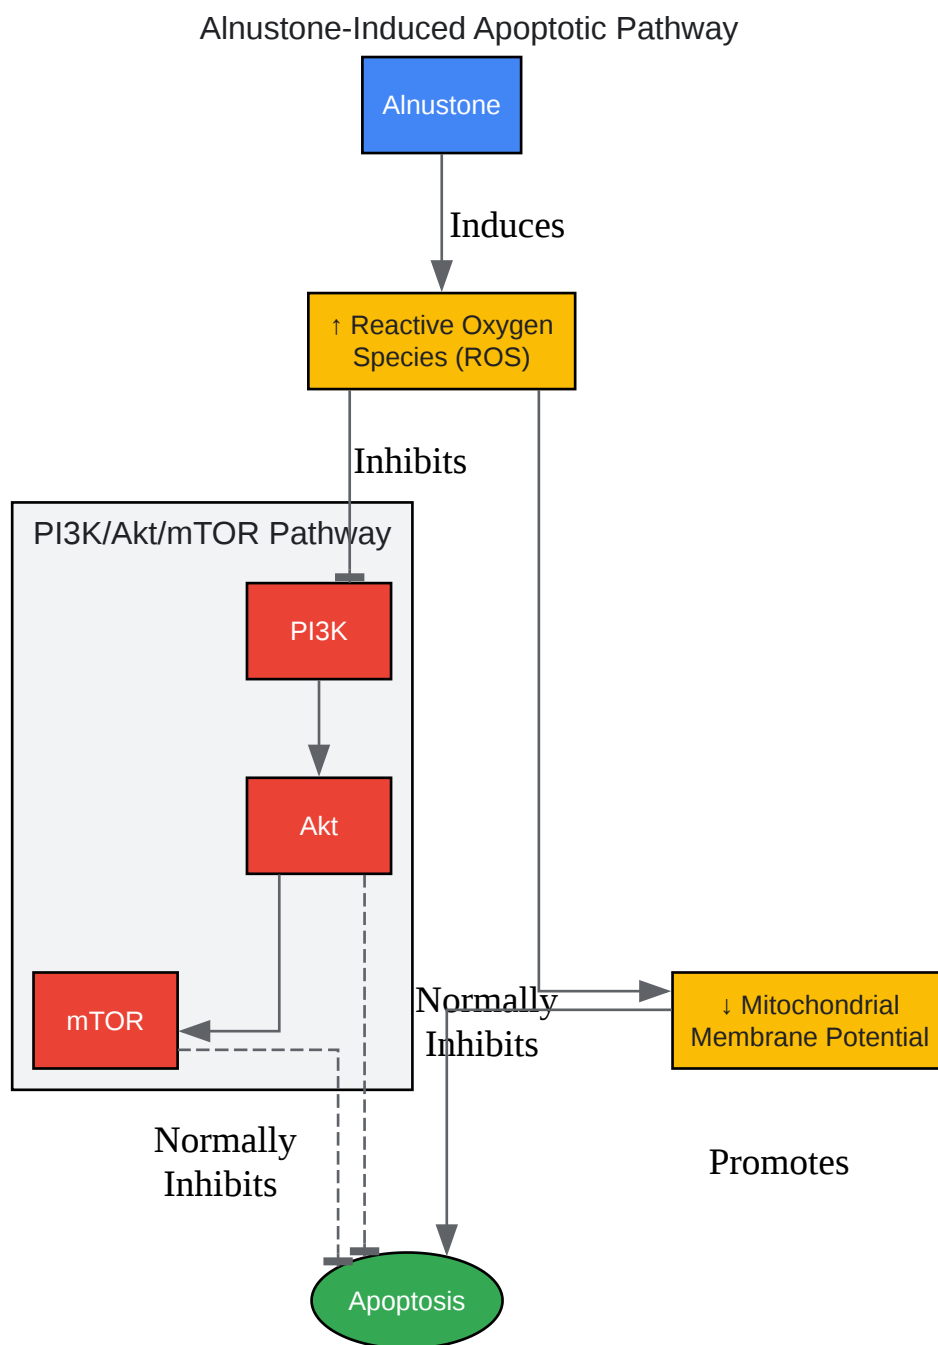 Alnustone-Induced Apoptotic Pathway
Alnustone
Induces
↑ Reactive Oxygen
Species (ROS)
Inhibits
PI3K/Akt/mTOR Pathway
PI3K
Akt
mTOR
Normally
Inhibits
↓ Mitochondrial
Membrane Potential
Normally
Inhibits
Promotes
Apoptosis